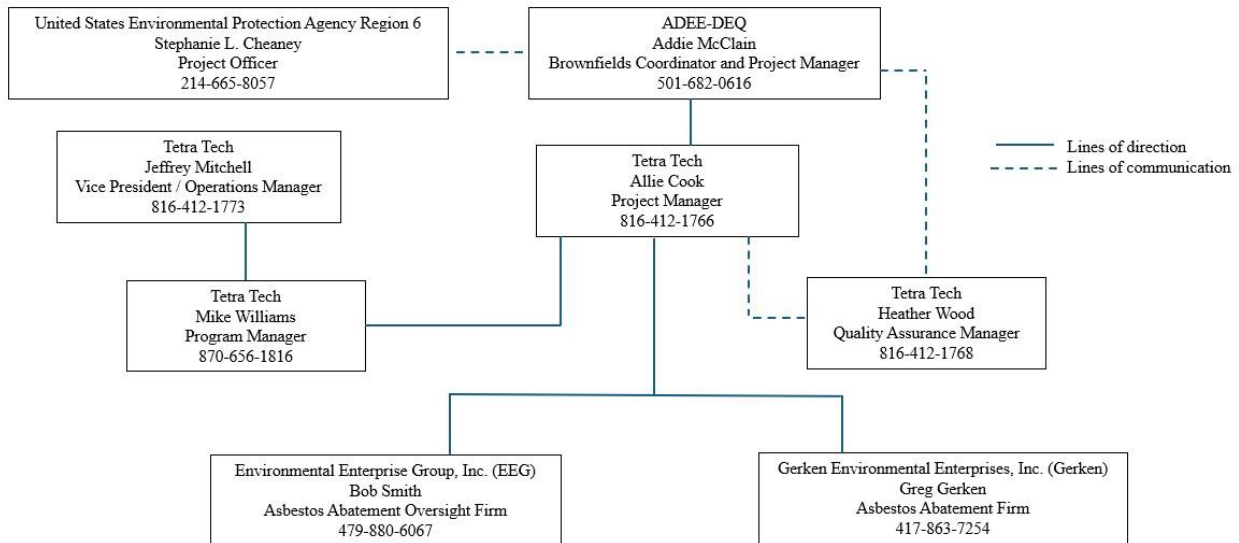 United States Environmental Protection Agency Region 6
Stephanie L. Cheaney
Project Officer
214-665-8057
ADEE-DEQ
Addie McClain
Brownfields Coordinator and Project Manager
501-682-0616
Tetra Tech
Jeffrey Mitchell
Vice President / Operations Manager
816-412-1773
Tetra Tech
Allie Cook
Project Manager
816-412-1766
Lines of direction
Lines of communication
Tetra Tech
Mike Williams
Program Manager
870-656-1816
Tetra Tech
Heather Wood
Quality Assurance Manager
816-412-1768
Environmental Enterprise Group, Inc. (EEG)
Bob Smith
Asbestos Abatement Oversight Firm
479-880-6067
Gerken Environmental Enterprises, Inc. (Gerken)
Greg Gerken
Asbestos Abatement Firm
417-863-7254